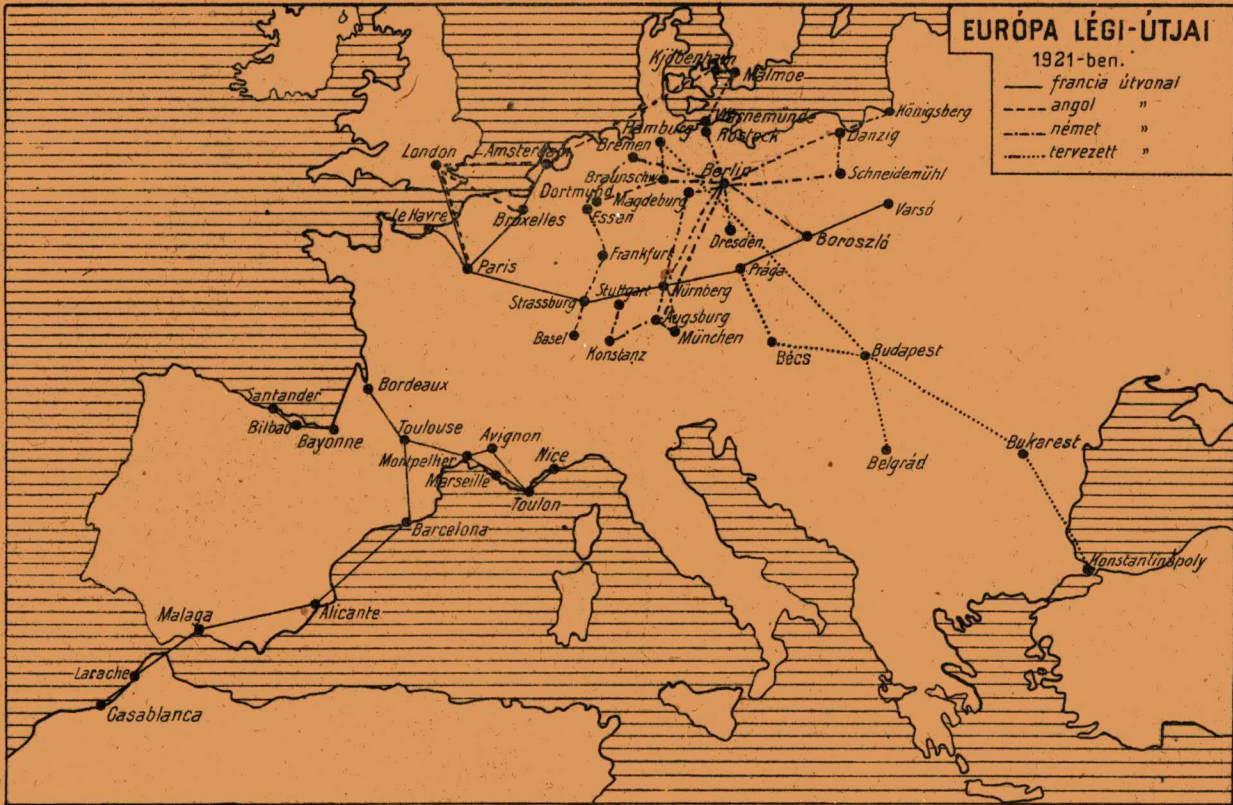 EURÓPA LÉGI-ÚTJAI
1921-ben.
francia útvonal
angol "
német "
tervezett "
Kjöbenhavn
Malmoe
Warnemünde
Rostock
Hamburg
Bremen
Königsberg
Danzig
London
Amsterdam
Braunschw.
Berlin
Schneidemühl
Dortmund
Magdeburg
Essen
Bruxelles
Le Havre
Varsó
Dresden
Boroszló
Frankfurt
Paris
Prága
Strassburg
Stuttgart
Nürnberg
Augsburg
Basel
Konstanz
München
Bécs
Budapest
Bordeaux
Santander
Bilbao
Bayonne
Toulouse
Avignon
Montpellier
Nice
Marseille
Toulon
Belgrád
Bukarest
Barcelona
Konstantinápoly
Malaga
Alicante
Larache
Casablanca